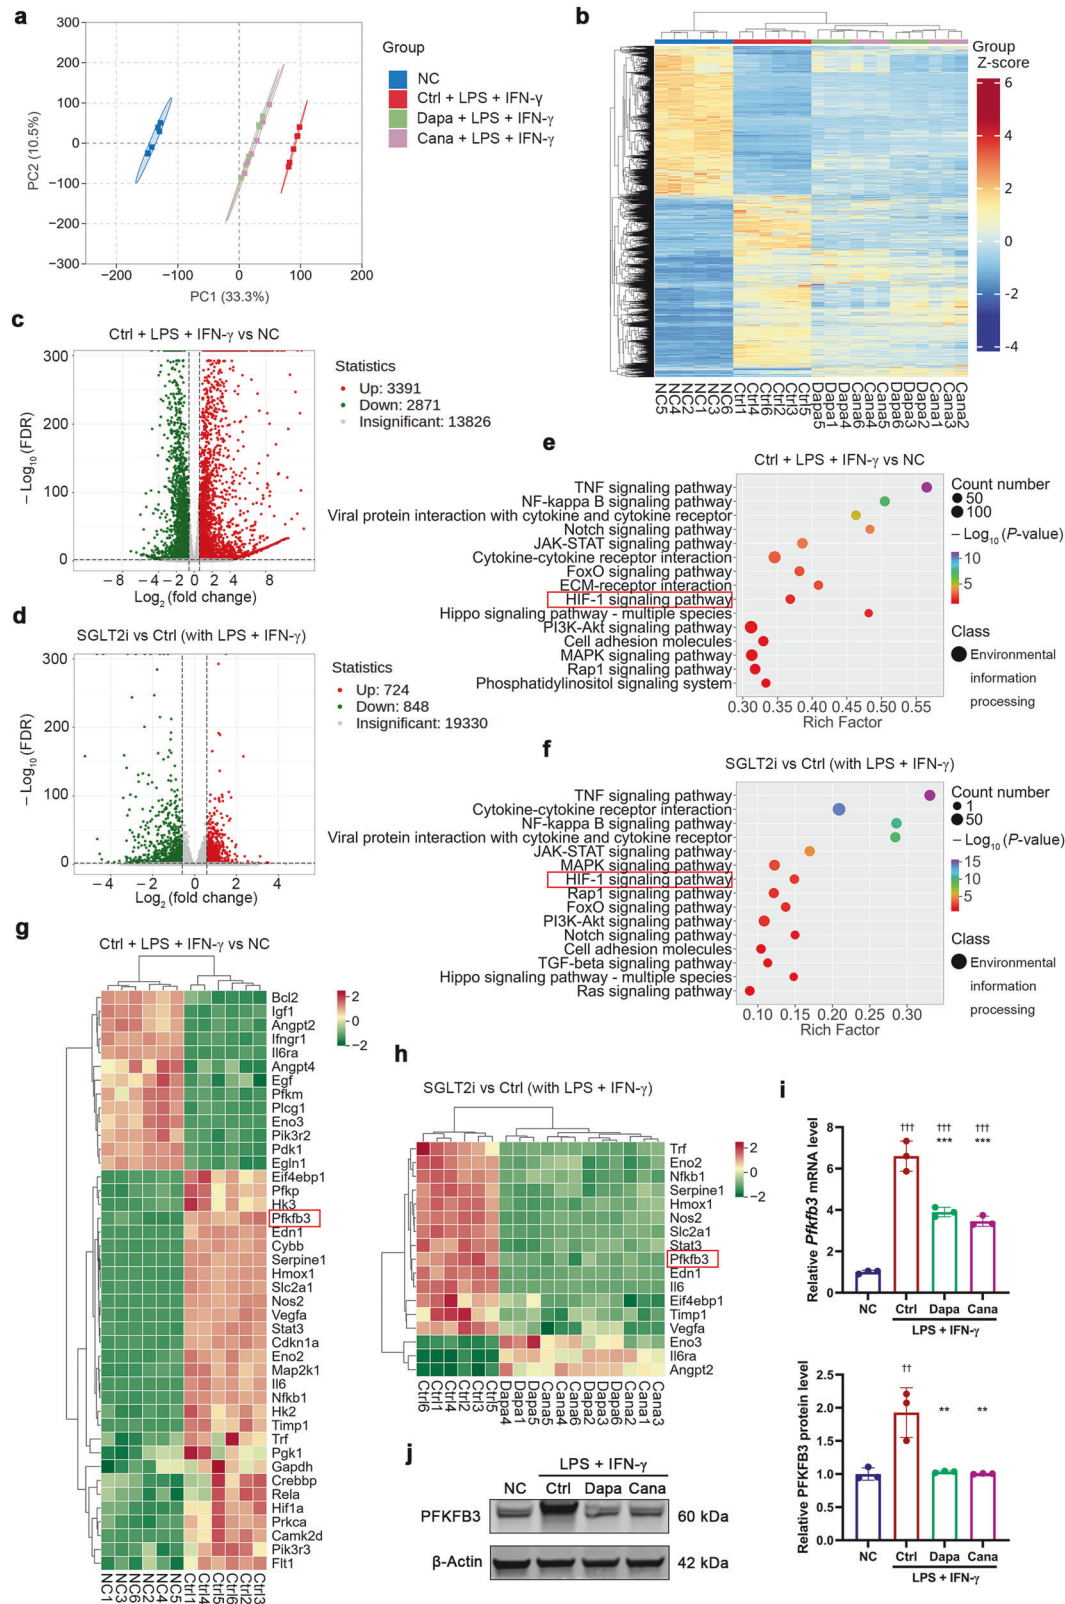 a
300
200
100
0
−100
−200
−300
PC2 (10.5%)
−200
−100
0
100
200
PC1 (33.3%)
Group
NC
Ctrl + LPS + IFN-γ
Dapa + LPS + IFN-γ
Cana + LPS + IFN-γ
b
Group
Z-score
6
4
2
0
-2
-4
NC5
NC4
NC2
NC1
NC3
NC6
Ctrl1
Ctrl4
Ctrl6
Ctrl2
Ctrl3
Ctrl5
Dapa5
Dapa1
Dapa4
Cana6
Cana4
Cana5
Dapa6
Dapa3
Dapa2
Cana1
Cana3
Cana2
c
Ctrl + LPS + IFN-γ vs NC
300
200
100
0
− Log10 (FDR)
−8
−4
−2
0
2
4
8
Log2 (fold change)
Statistics
Up: 3391
Down: 2871
Insignificant: 13826
d
SGLT2i vs Ctrl (with LPS + IFN-γ)
300
200
100
0
− Log10 (FDR)
−4
−2
0
2
4
Log2 (fold change)
Statistics
Up: 724
Down: 848
Insignificant: 19330
e
Ctrl + LPS + IFN-γ vs NC
TNF signaling pathway
NF-kappa B signaling pathway
Viral protein interaction with cytokine and cytokine receptor
Notch signaling pathway
JAK-STAT signaling pathway
Cytokine-cytokine receptor interaction
FoxO signaling pathway
ECM-receptor interaction
HIF-1 signaling pathway
Hippo signaling pathway - multiple species
PI3K-Akt signaling pathway
Cell adhesion molecules
MAPK signaling pathway
Rap1 signaling pathway
Phosphatidylinositol signaling system
0.30 0.35 0.40 0.45 0.50 0.55
Rich Factor
Count number
50
100
− Log10 (P-value)
10
5
Class
Environmental
information
processing
f
SGLT2i vs Ctrl (with LPS + IFN-γ)
TNF signaling pathway
Cytokine-cytokine receptor interaction
NF-kappa B signaling pathway
Viral protein interaction with cytokine and cytokine receptor
JAK-STAT signaling pathway
MAPK signaling pathway
HIF-1 signaling pathway
Rap1 signaling pathway
FoxO signaling pathway
PI3K-Akt signaling pathway
Notch signaling pathway
Cell adhesion molecules
TGF-beta signaling pathway
Hippo signaling pathway - multiple species
Ras signaling pathway
0.10 0.15 0.20 0.25 0.30
Rich Factor
Count number
1
50
− Log10 (P-value)
15
10
5
Class
Environmental
information
processing
g
Ctrl + LPS + IFN-γ vs NC
2
0
−2
Bcl2
Igf1
Angpt2
Ifngr1
Il6ra
Angpt4
Egf
Pfkm
Plcg1
Eno3
Pik3r2
Pdk1
Egln1
Eif4ebp1
Pfkp
Hk3
Pfkfb3
Edn1
Cybb
Serpine1
Hmox1
Slc2a1
Nos2
Vegfa
Stat3
Cdkn1a
Eno2
Map2k1
Il6
Nfkb1
Hk2
Timp1
Trf
Pgk1
Gapdh
Crebbp
Rela
Hif1a
Prkca
Camk2d
Pik3r3
Flt1
NC1
NC3
NC6
NC2
NC4
NC5
Ctrl1
Ctrl4
Ctrl5
Ctrl6
Ctrl2
Ctrl3
h
SGLT2i vs Ctrl (with LPS + IFN-γ)
2
0
−2
Trf
Eno2
Nfkb1
Serpine1
Hmox1
Nos2
Slc2a1
Stat3
Pfkfb3
Edn1
Il6
Eif4ebp1
Timp1
Vegfa
Eno3
Il6ra
Angpt2
Ctrl6
Ctrl1
Ctrl4
Ctrl2
Ctrl3
Ctrl5
Dapa4
Dapa1
Dapa5
Cana5
Cana4
Cana6
Dapa2
Dapa3
Dapa6
Cana2
Cana1
Cana3
i
Relative Pfkfb3 mRNA level
8
6
4
2
0
†††
†††
***
†††
***
NC
Ctrl
Dapa
Cana
LPS + IFN-γ
Relative PFKFB3 protein level
2.5
2.0
1.5
1.0
0.5
0.0
††
**
**
NC
Ctrl
Dapa
Cana
LPS + IFN-γ
j
LPS + IFN-γ
NC
Ctrl
Dapa
Cana
PFKFB3
60 kDa
β-Actin
42 kDa